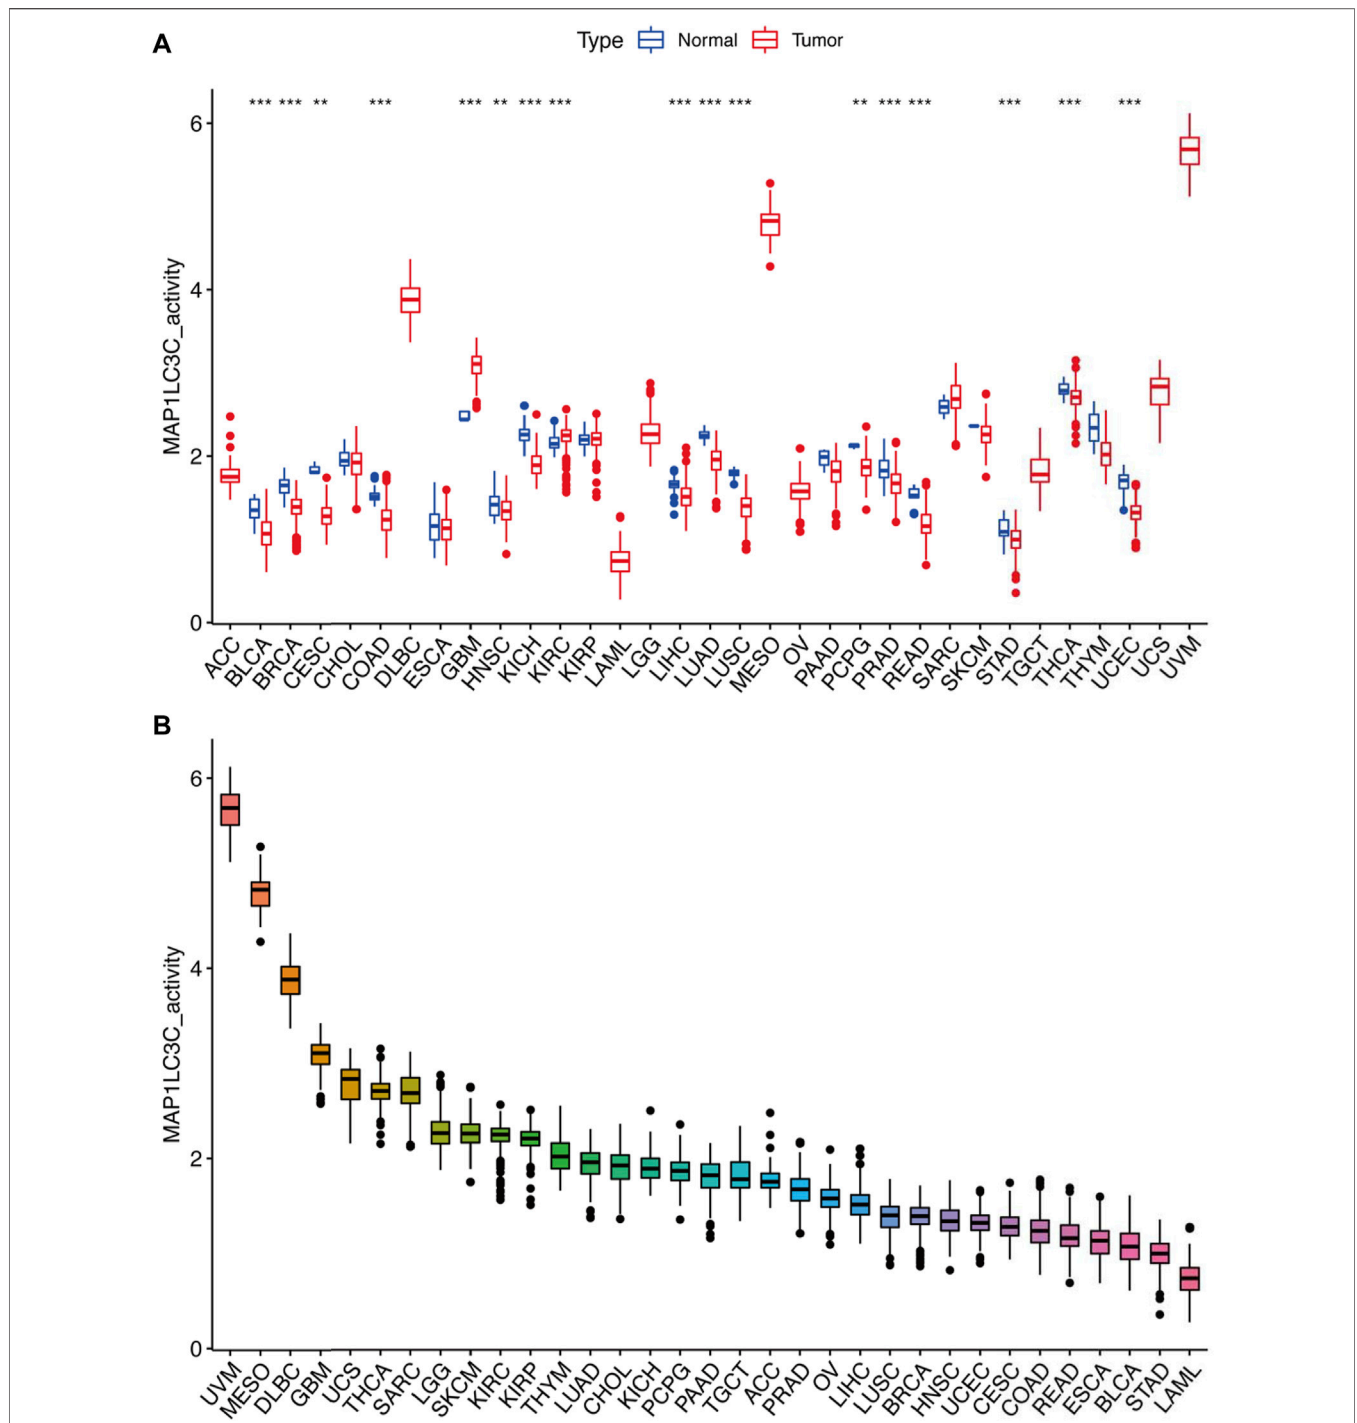 A
Type Normal Tumor
*** *** ** *** *** ** *** *** *** *** *** ** *** *** *** *** ***
MAP1LC3C_activity
6
4
2
0
ACC BLCA BRCA CESC CHOL COAD DLBC ESCA GBM HNSC KICH KIRC KIRP LAML LGG LIHC LUAD LUSC MESO OV PAAD PCPG PRAD READ SARC SKCM STAD TGCT THCA THYM UCEC UCS UVM
B
MAP1LC3C_activity
6
4
2
0
UVM MESO DLBC GBM UCS THCA SARC LGG SKCM KIRC KIRP THYM LUAD CHOL KICH PCPG PAAD TGCT ACC PRAD OV LIHC LUSC BRCA HNSC UCEC CESC COAD READ ESCA BLCA STAD LAML